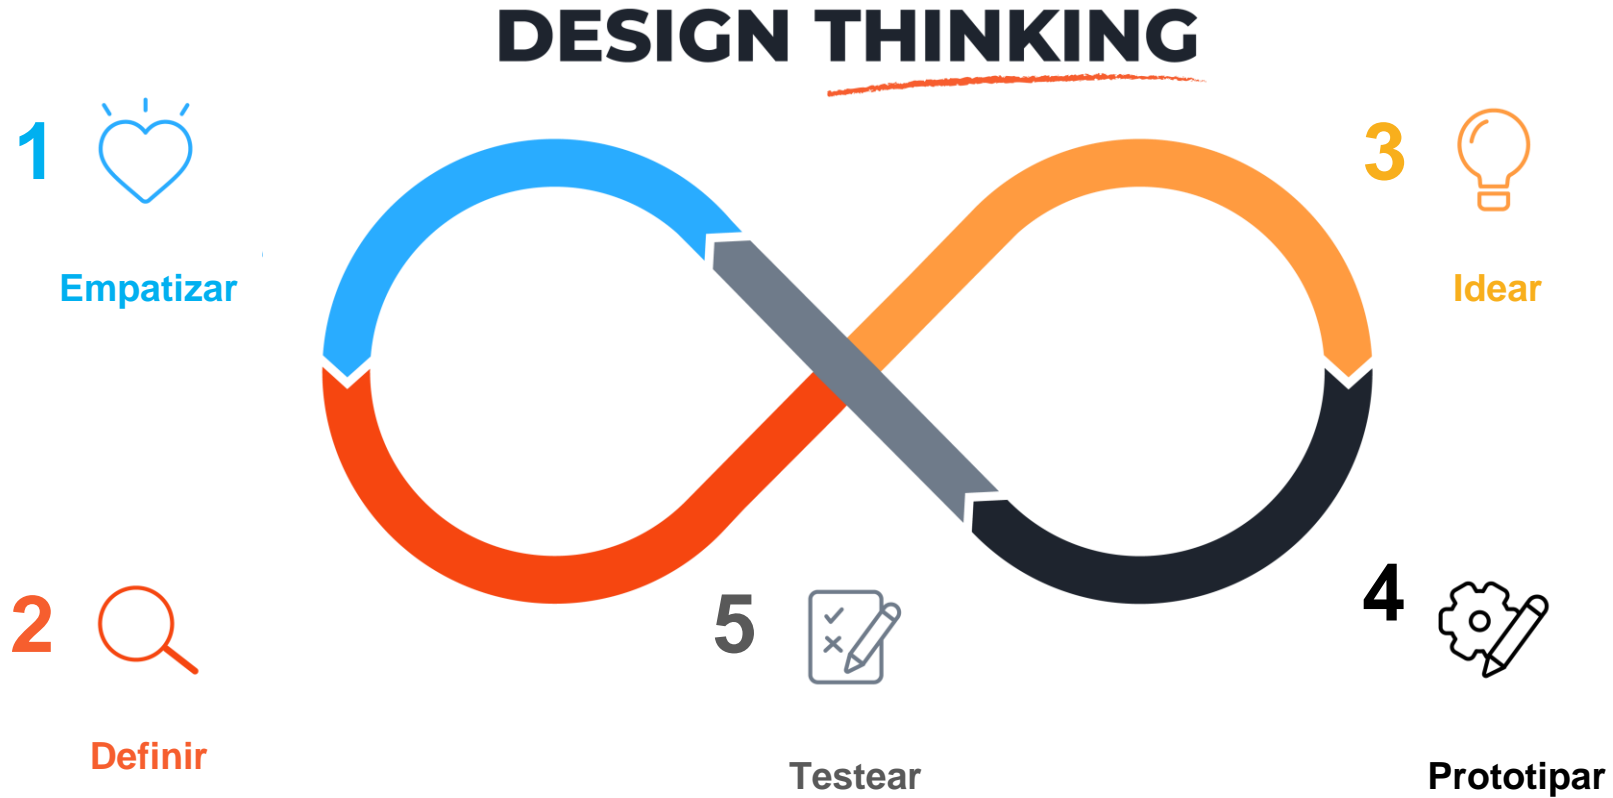 DESIGN THINKING
1
Empatizar
2
Definir
3
Idear
4
Prototipar
5
Testear